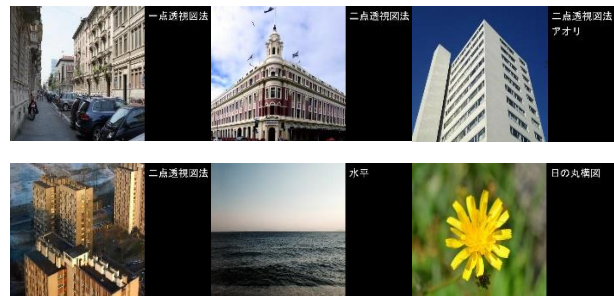 一点透視図法
二点透視図法
二点透視図法
アオリ
二点透視図法
水平
日の丸構図